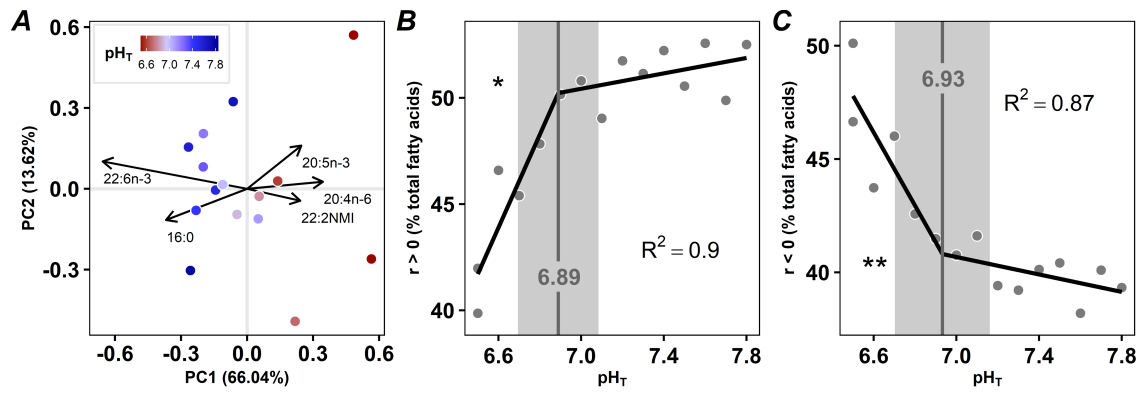 A
pH_T
6.6 7.0 7.4 7.8
0.6
0.3
0.0
-0.3
PC2 (13.62%)
22:6n-3
16:0
20:5n-3
20:4n-6
22:2NMI
-0.6 -0.3 0.0 0.3 0.6
PC1 (66.04%)
B
50
45
40
r > 0 (% total fatty acids)
*
6.89
R² = 0.9
6.6 7.0 7.4 7.8
pH_T
C
50
45
40
r < 0 (% total fatty acids)
6.93
R² = 0.87
**
6.6 7.0 7.4 7.8
pH_T